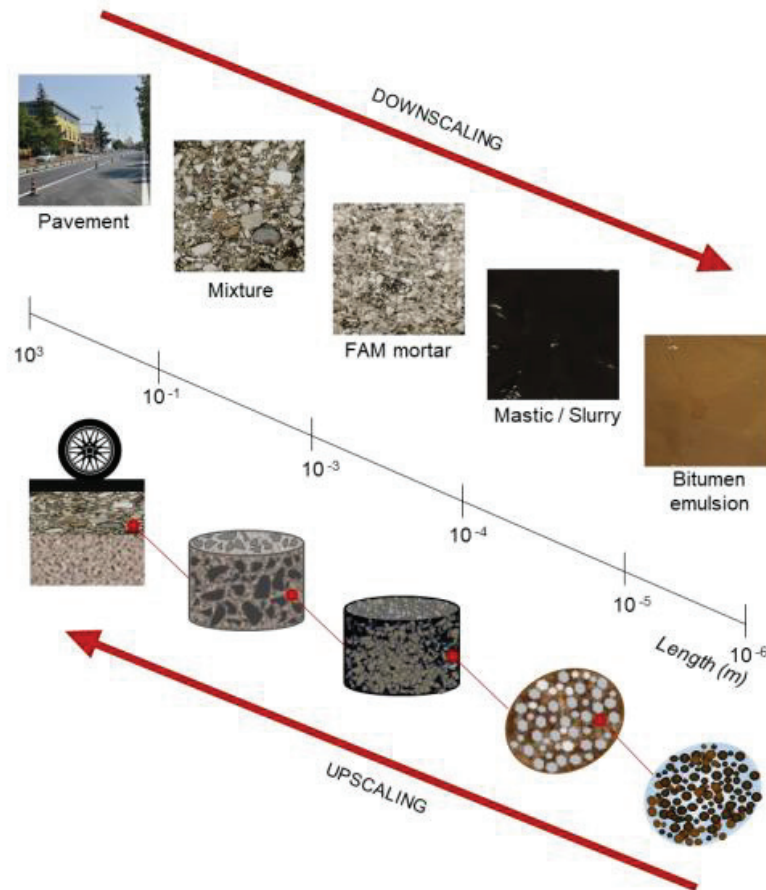 DOWNSCALING
Pavement
Mixture
FAM mortar
Mastic / Slurry
Bitumen
emulsion
10³
10⁻¹
10⁻³
10⁻⁴
10⁻⁵
10⁻⁶
Length (m)
UPSCALING